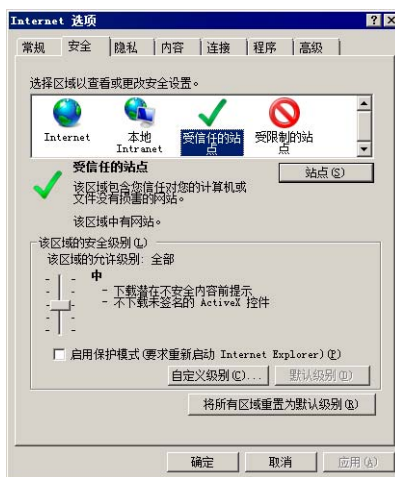 Internet 选项
常规 安全 隐私 内容 连接 程序 高级
选择区域以查看或更改安全设置。
Internet
本地
Intranet
受信任的站
点
受限制的站
点
受信任的站点
站点(S)
该区域包含您信任对您的计算机或
文件没有损害的网站。
该区域中有网站。
该区域的安全级别(L)
该区域的允许级别: 全部
中
- 下载潜在不安全内容前提示
- 不下载未签名的 ActiveX 控件
启用保护模式(要求重新启动 Internet Explorer)(P)
自定义级别(C)... 默认级别(D)
将所有区域重置为默认级别(R)
确定 取消 应用(A)